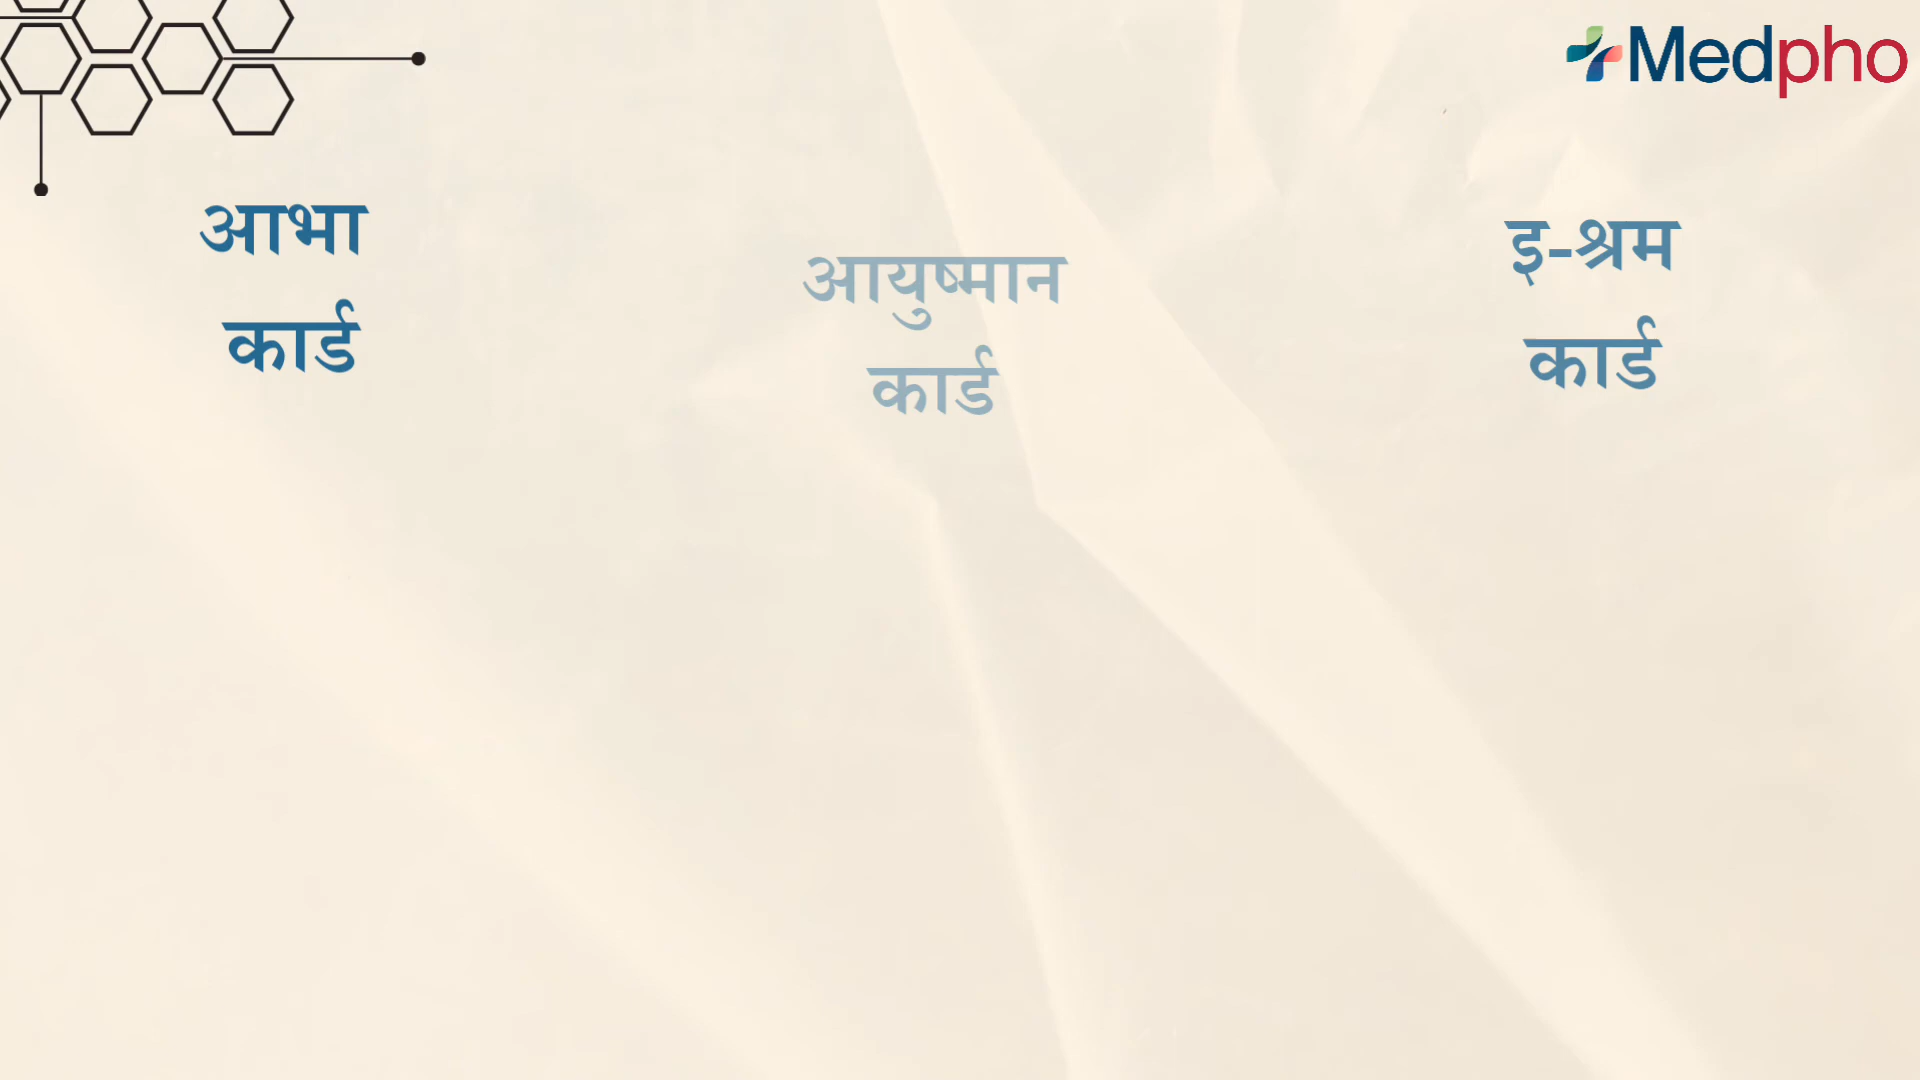 Medpho
आभा
कार्ड
आयुष्मान
कार्ड
इ-श्रम
कार्ड